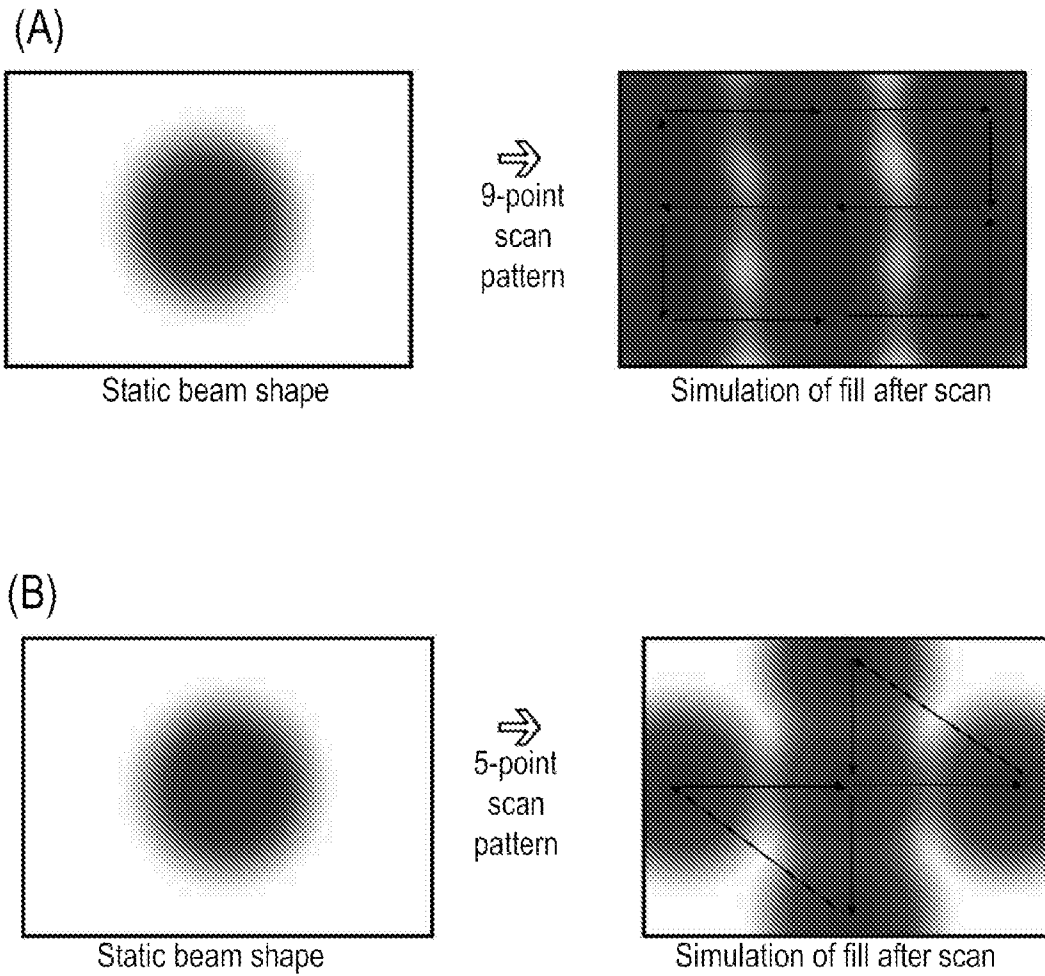 (A)
9-point
scan
pattern
Static beam shape
Simulation of fill after scan
(B)
5-point
scan
pattern
Static beam shape
Simulation of fill after scan